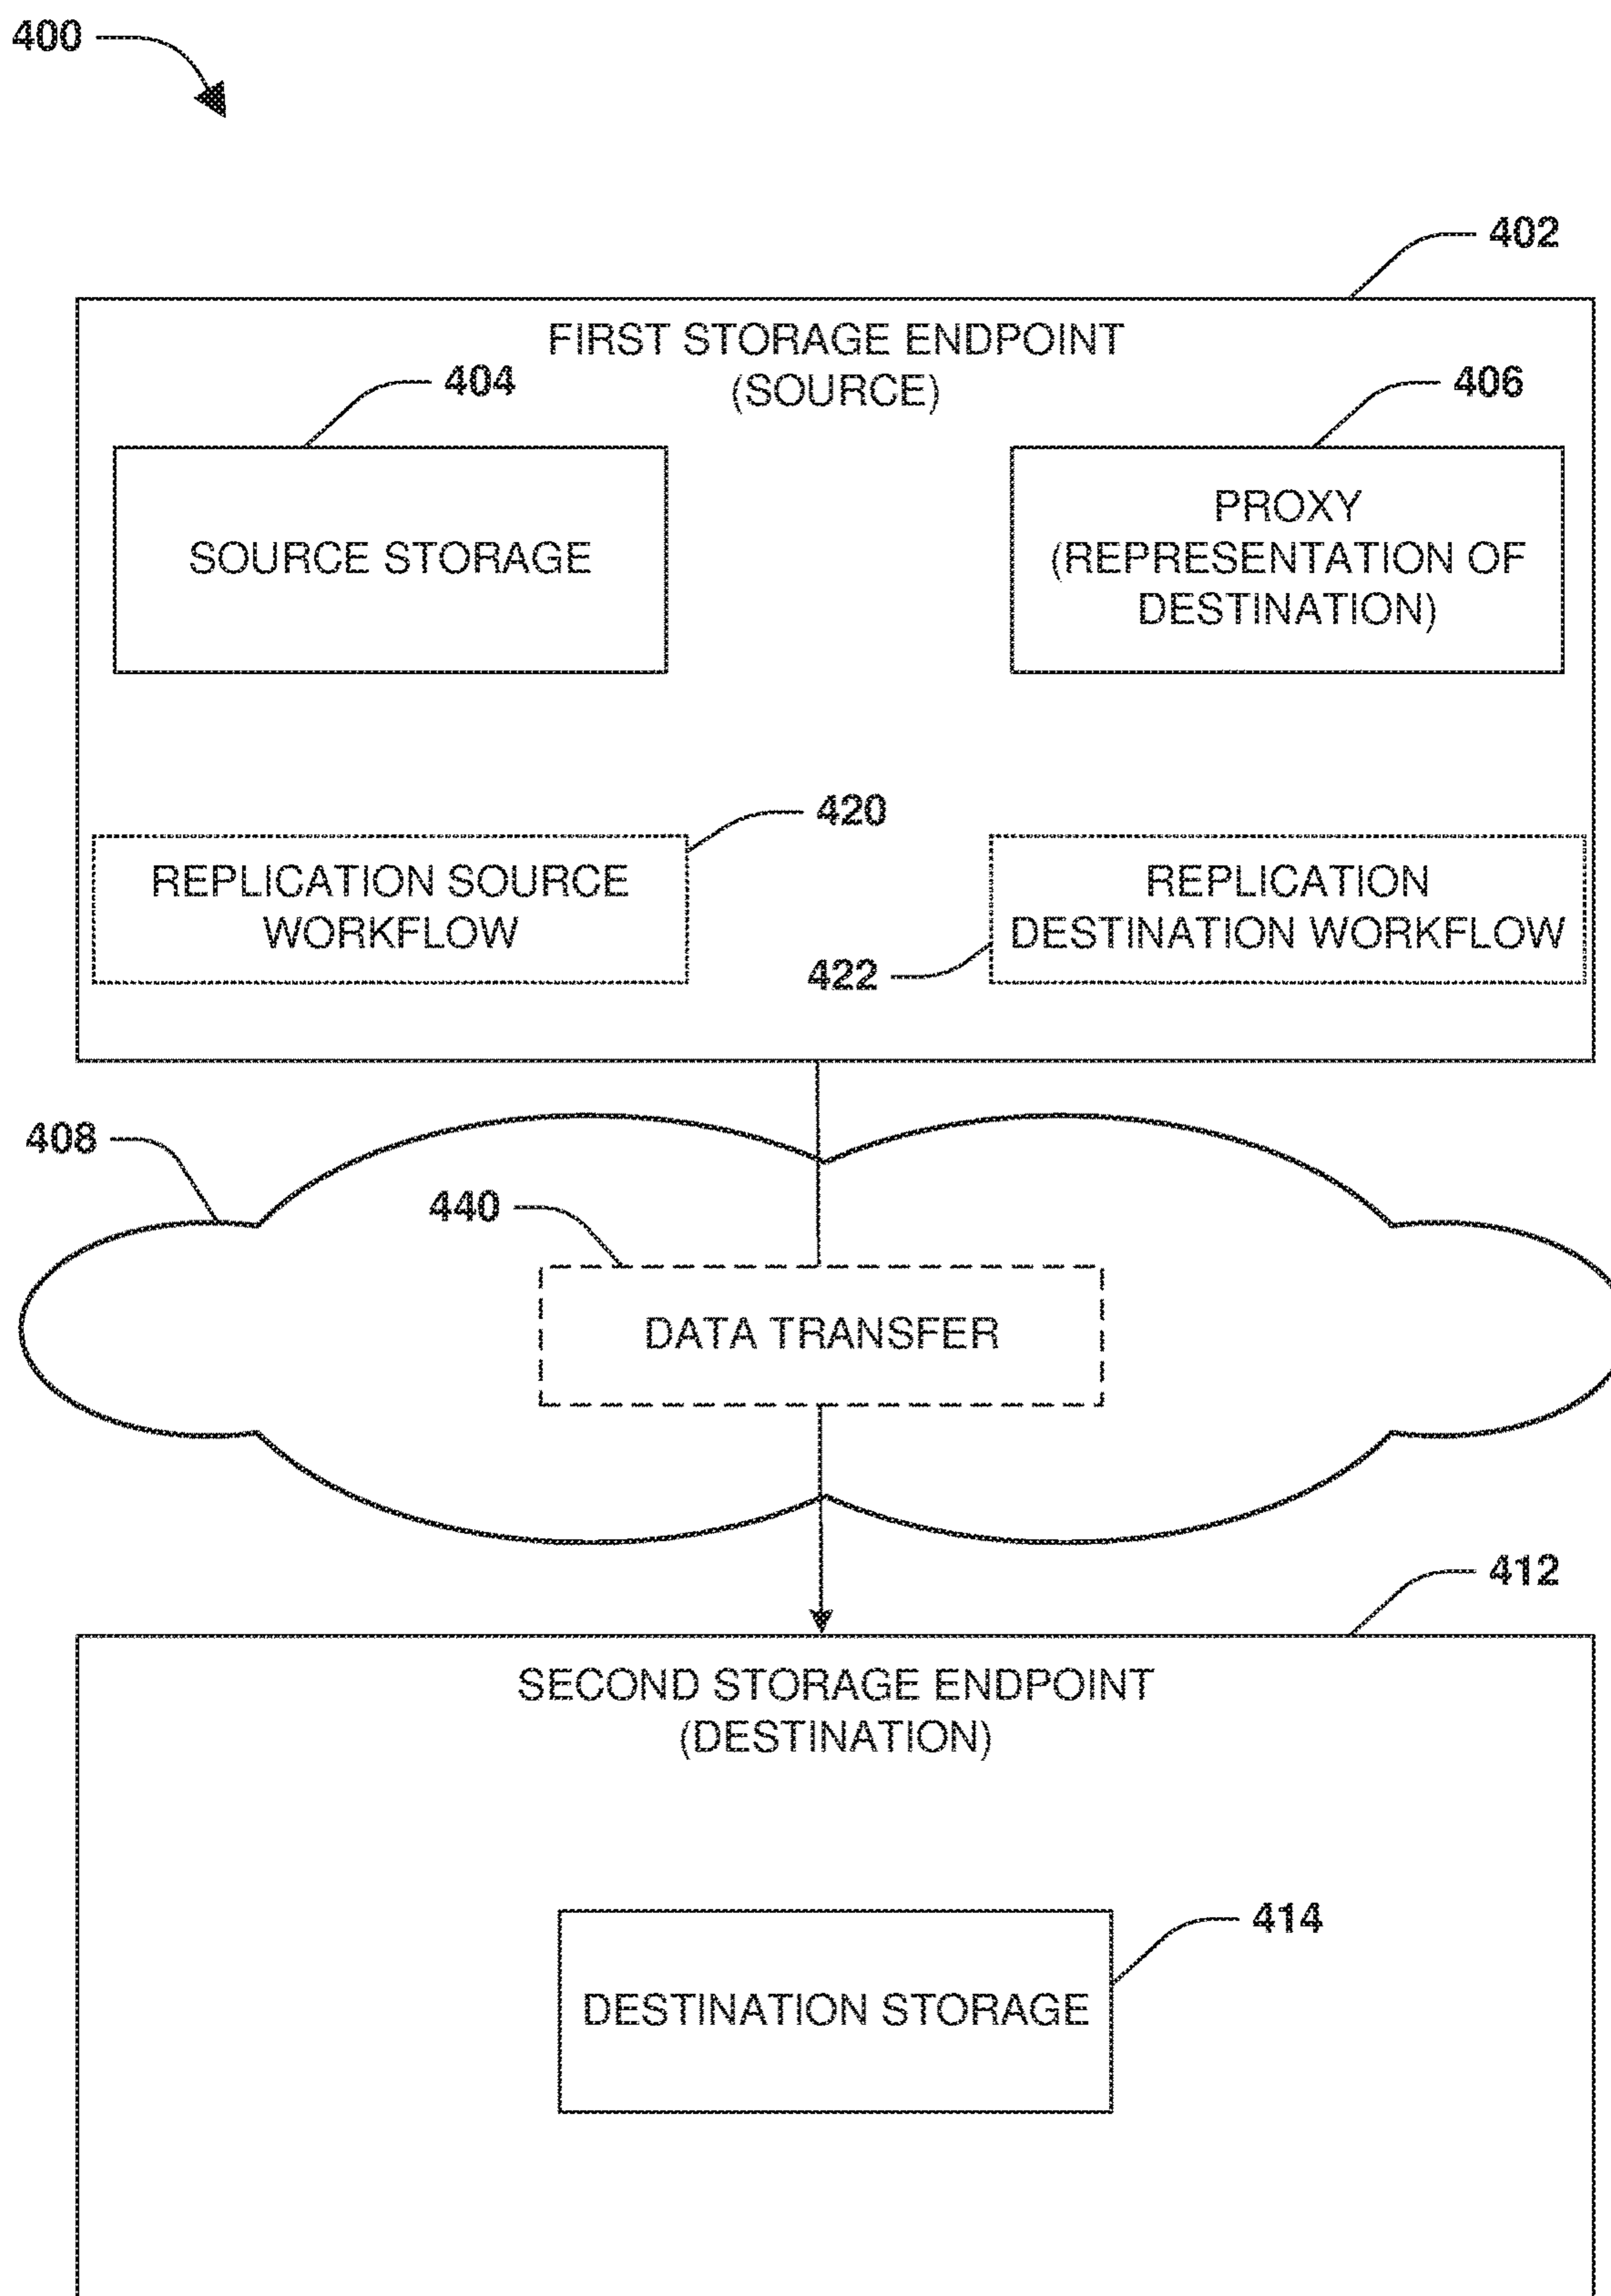 400
402
FIRST STORAGE ENDPOINT
(SOURCE)
404
406
SOURCE STORAGE
PROXY
(REPRESENTATION OF
DESTINATION)
420
REPLICATION SOURCE
WORKFLOW
REPLICATION
DESTINATION WORKFLOW
422
408
440
DATA TRANSFER
412
SECOND STORAGE ENDPOINT
(DESTINATION)
414
DESTINATION STORAGE